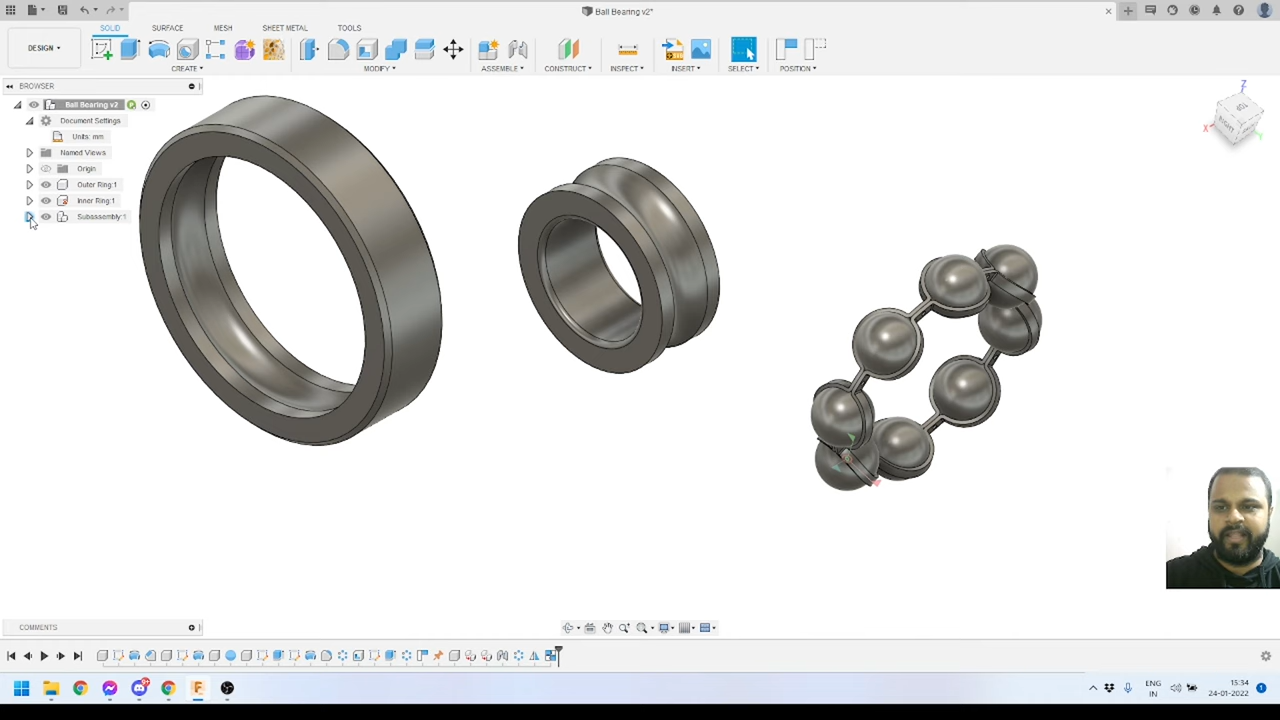 Ball Bearing v2*
SOLID SURFACE MESH SHEET METAL TOOLS
DESIGN
CREATE MODIFY ASSEMBLE CONSTRUCT INSPECT INSERT SELECT POSITION
BROWSER
Ball Bearing v2
Document Settings
Units: mm
Named Views
Origin
Outer Ring:1
Inner Ring:1
Subassembly:1
Z
X
Y
RIGHT
COMMENTS
ENG
IN
15:34
24-01-2022